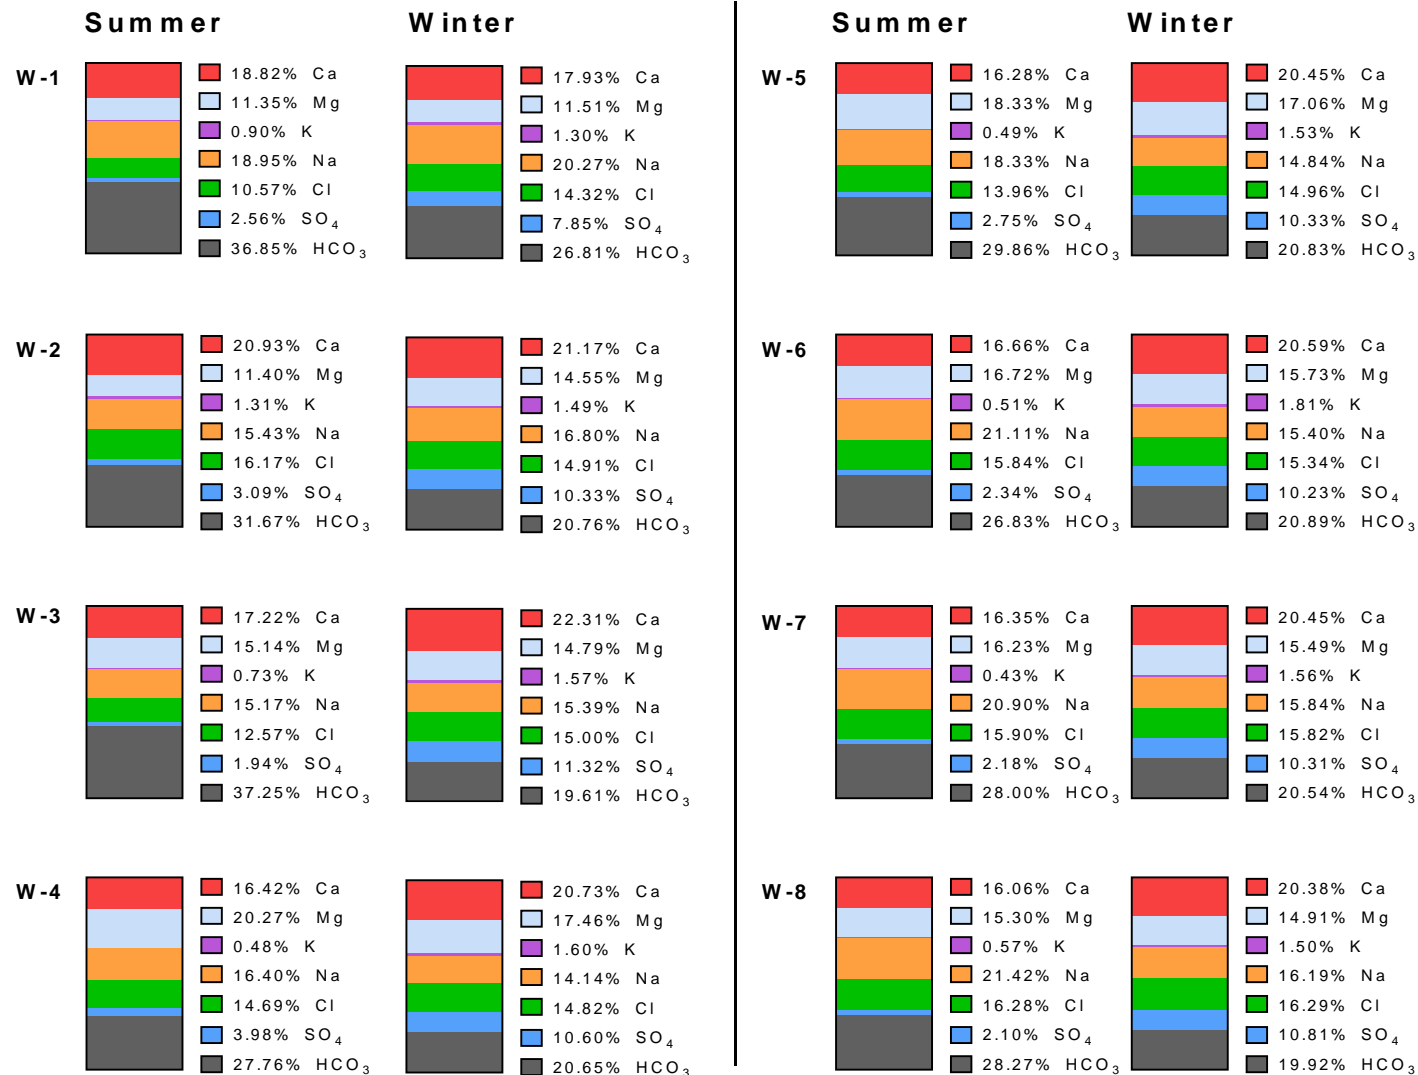 Summer Winter
W-1
18.82% Ca
11.35% Mg
0.90% K
18.95% Na
10.57% Cl
2.56% SO4
36.85% HCO3
17.93% Ca
11.51% Mg
1.30% K
20.27% Na
14.32% Cl
7.85% SO4
26.81% HCO3
W-2
20.93% Ca
11.40% Mg
1.31% K
15.43% Na
16.17% Cl
3.09% SO4
31.67% HCO3
21.17% Ca
14.55% Mg
1.49% K
16.80% Na
14.91% Cl
10.33% SO4
20.76% HCO3
W-3
17.22% Ca
15.14% Mg
0.73% K
15.17% Na
12.57% Cl
1.94% SO4
37.25% HCO3
22.31% Ca
14.79% Mg
1.57% K
15.39% Na
15.00% Cl
11.32% SO4
19.61% HCO3
W-4
16.42% Ca
20.27% Mg
0.48% K
16.40% Na
14.69% Cl
3.98% SO4
27.76% HCO3
20.73% Ca
17.46% Mg
1.60% K
14.14% Na
14.82% Cl
10.60% SO4
20.65% HCO3
Summer Winter
W-5
16.28% Ca
18.33% Mg
0.49% K
18.33% Na
13.96% Cl
2.75% SO4
29.86% HCO3
20.45% Ca
17.06% Mg
1.53% K
14.84% Na
14.96% Cl
10.33% SO4
20.83% HCO3
W-6
16.66% Ca
16.72% Mg
0.51% K
21.11% Na
15.84% Cl
2.34% SO4
26.83% HCO3
20.59% Ca
15.73% Mg
1.81% K
15.40% Na
15.34% Cl
10.23% SO4
20.89% HCO3
W-7
16.35% Ca
16.23% Mg
0.43% K
20.90% Na
15.90% Cl
2.18% SO4
28.00% HCO3
20.45% Ca
15.49% Mg
1.56% K
15.84% Na
15.82% Cl
10.31% SO4
20.54% HCO3
W-8
16.06% Ca
15.30% Mg
0.57% K
21.42% Na
16.28% Cl
2.10% SO4
28.27% HCO3
20.38% Ca
14.91% Mg
1.50% K
16.19% Na
16.29% Cl
10.81% SO4
19.92% HCO3